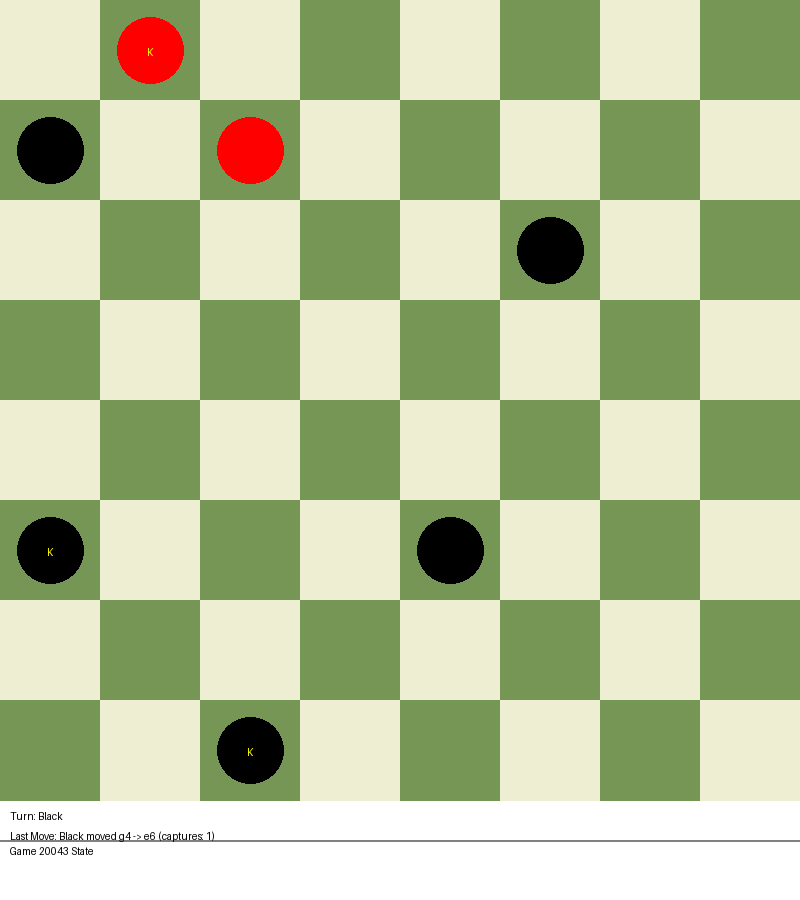 K
K
K
Turn: Black
Last Move: Black moved g4 -> e6 (captures: 1)
Game 20043 State